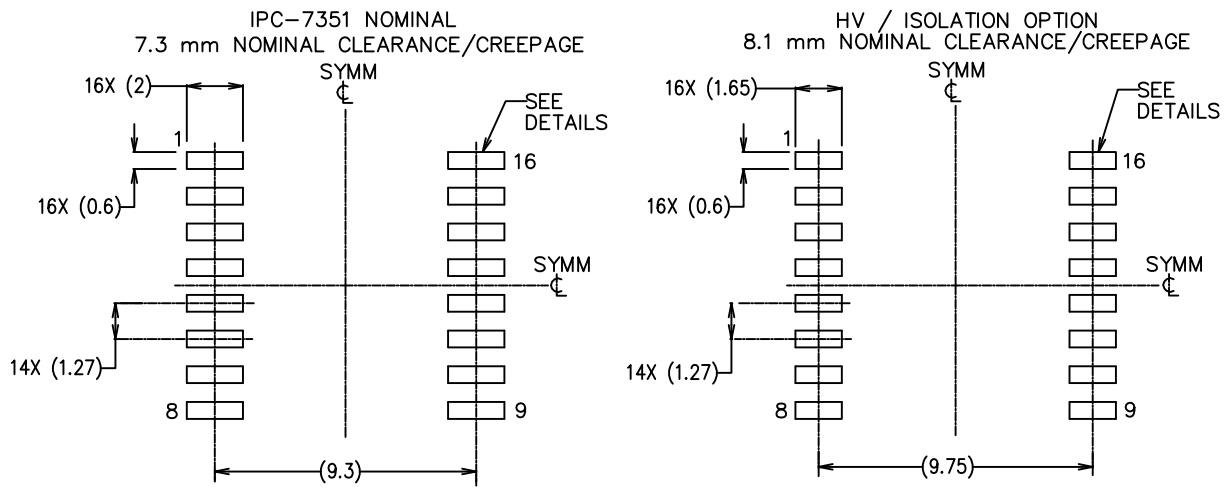 IPC-7351 NOMINAL
7.3 mm NOMINAL CLEARANCE/CREEPAGE
SYMM
℄
16X (2)
SEE
DETAILS
1
16
16X (0.6)
SYMM
℄
14X (1.27)
8
9
(9.3)
HV / ISOLATION OPTION
8.1 mm NOMINAL CLEARANCE/CREEPAGE
SYMM
℄
16X (1.65)
SEE
DETAILS
1
16
16X (0.6)
SYMM
℄
14X (1.27)
8
9
(9.75)